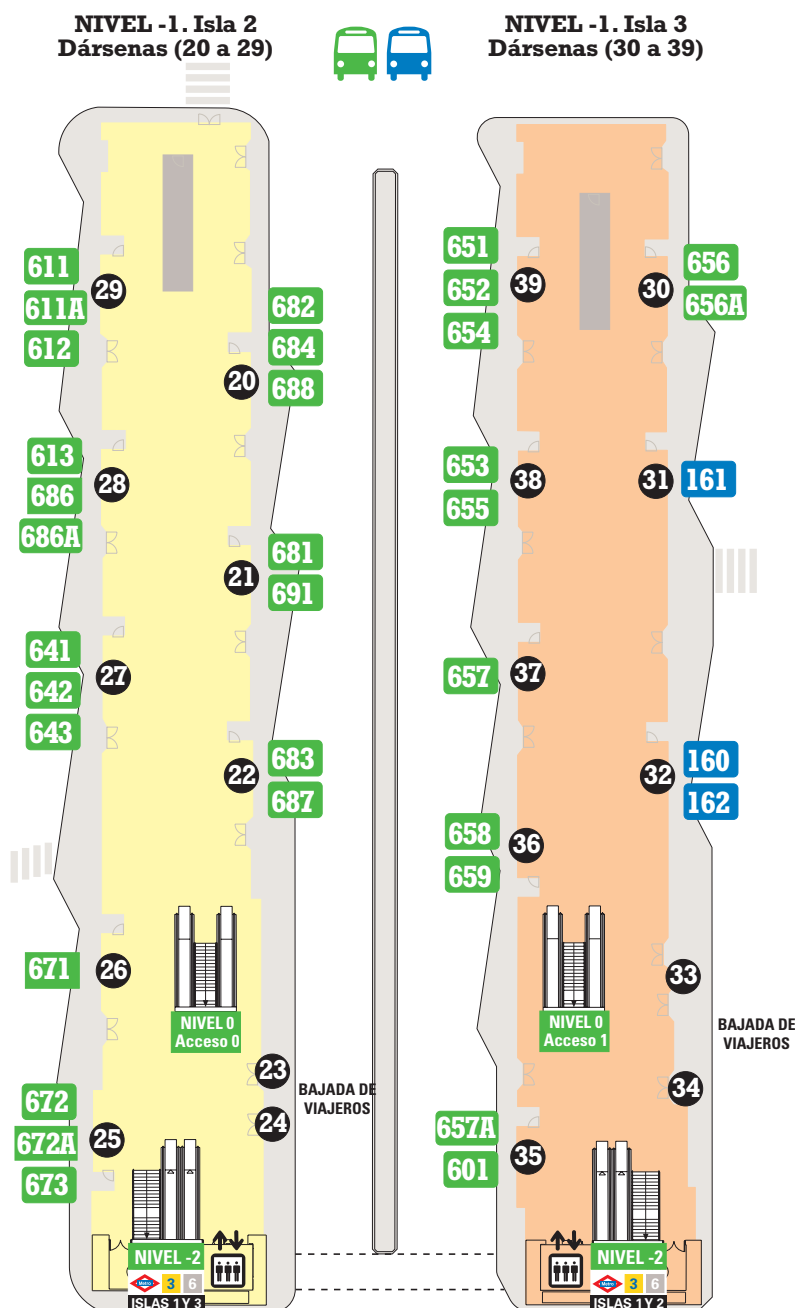 NIVEL -1. Isla 2
Dársenas (20 a 29)
611
611A
612
29
682
684
688
20
613
686
686A
28
681
691
21
641
642
643
27
683
687
22
671
26
NIVEL 0
Acceso 0
23
24
BAJADA DE
VIAJEROS
672
672A
673
25
NIVEL -2
Metro
3
6
ISLAS 1 Y 3
NIVEL -1. Isla 3
Dársenas (30 a 39)
651
652
654
39
30
656
656A
653
655
38
31
161
657
37
32
160
162
658
659
36
NIVEL 0
Acceso 1
33
34
BAJADA DE
VIAJEROS
657A
601
35
NIVEL -2
Metro
3
6
ISLAS 1 Y 2